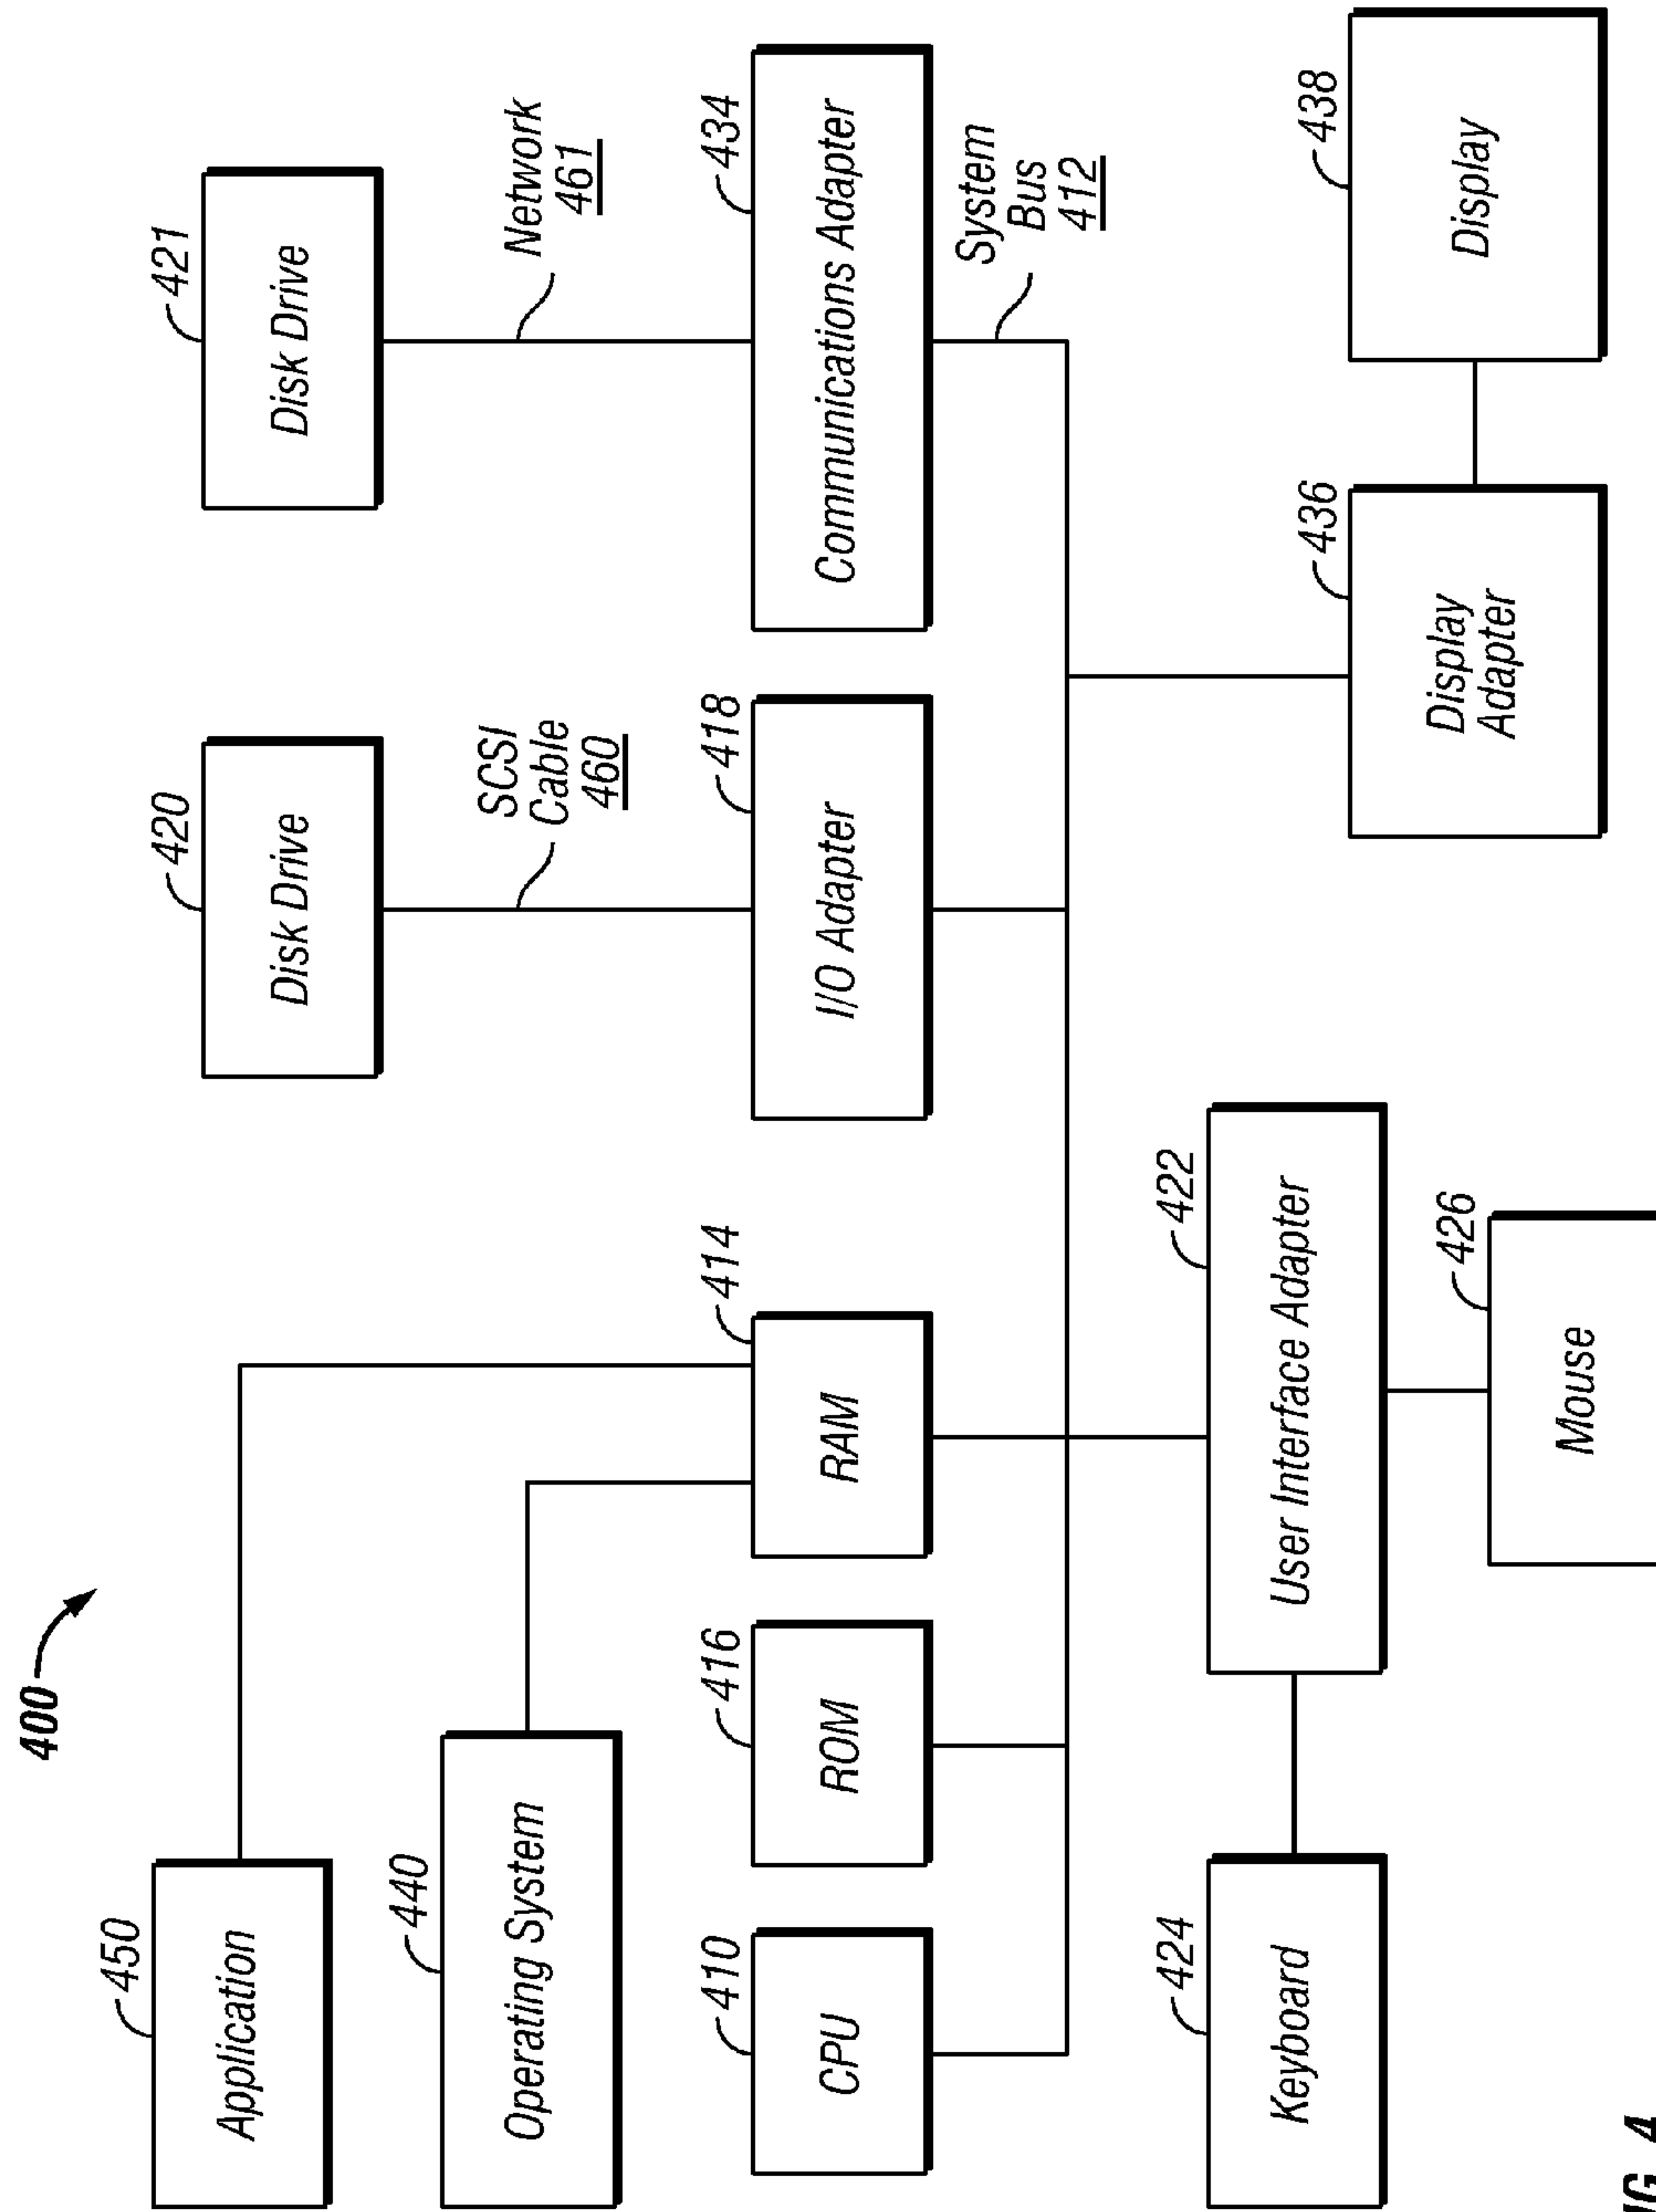 400
450
Application
440
Operating System
410
CPU
416
ROM
414
RAM
420
Disk Drive
SCSI
Cable
460
418
I/O Adapter
421
Disk Drive
Network
461
434
Communications Adapter
System
Bus
412
424
Keyboard
422
User Interface Adapter
426
Mouse
436
Display
Adapter
438
Display